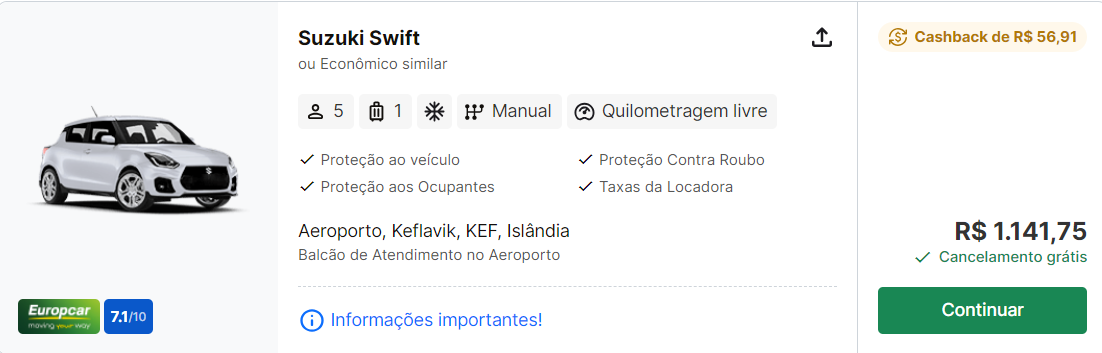 Suzuki Swift
ou Econômico similar
5
1
Manual
Quilometragem livre
Proteção ao veículo
Proteção Contra Roubo
Proteção aos Ocupantes
Taxas da Locadora
Aeroporto, Keflavik, KEF, Islândia
Balcão de Atendimento no Aeroporto
Europcar
moving your way
7.1/10
Informações importantes!
Cashback de R$ 56,91
R$ 1.141,75
Cancelamento grátis
Continuar